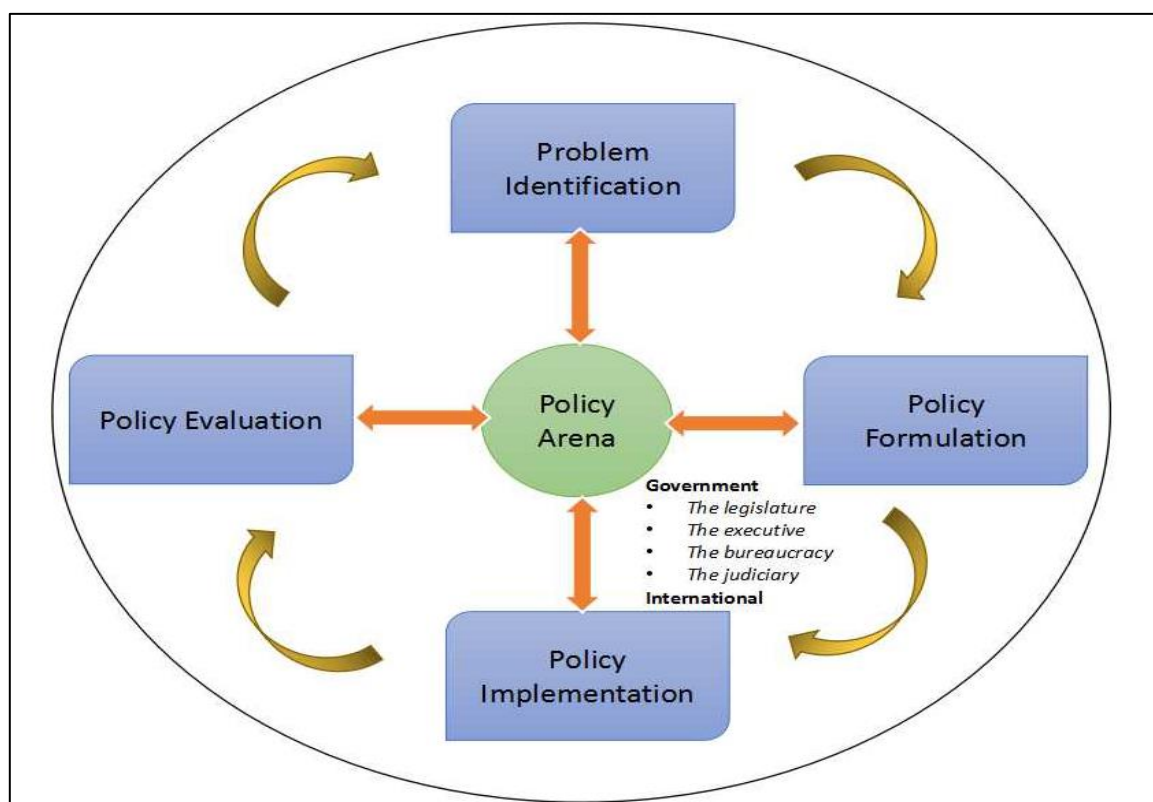 Problem
Identification
Policy Evaluation
Policy
Arena
Policy
Formulation
Government
• The legislature
• The executive
• The bureaucracy
• The judiciary
International
Policy
Implementation